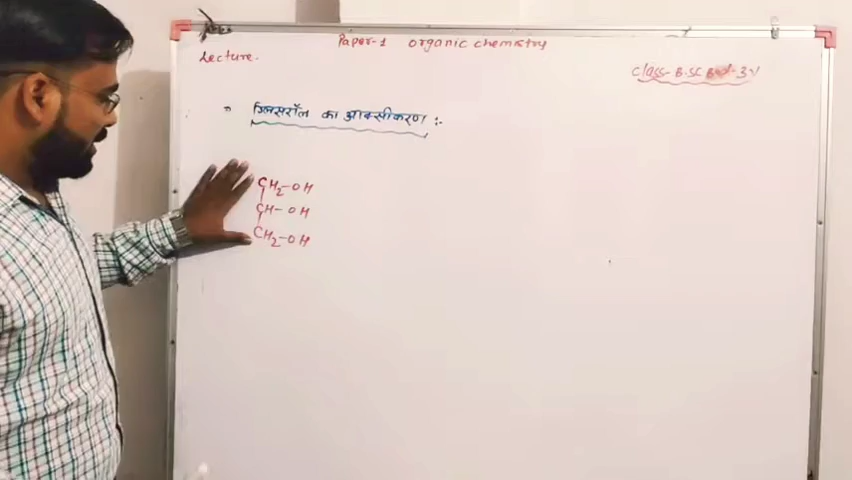 Lecture. Paper-1 organic chemistry
Class- B.SC
ग्लिसरॉल का आक्सीकरण :-
CH2-OH
CH-OH
CH2-OH